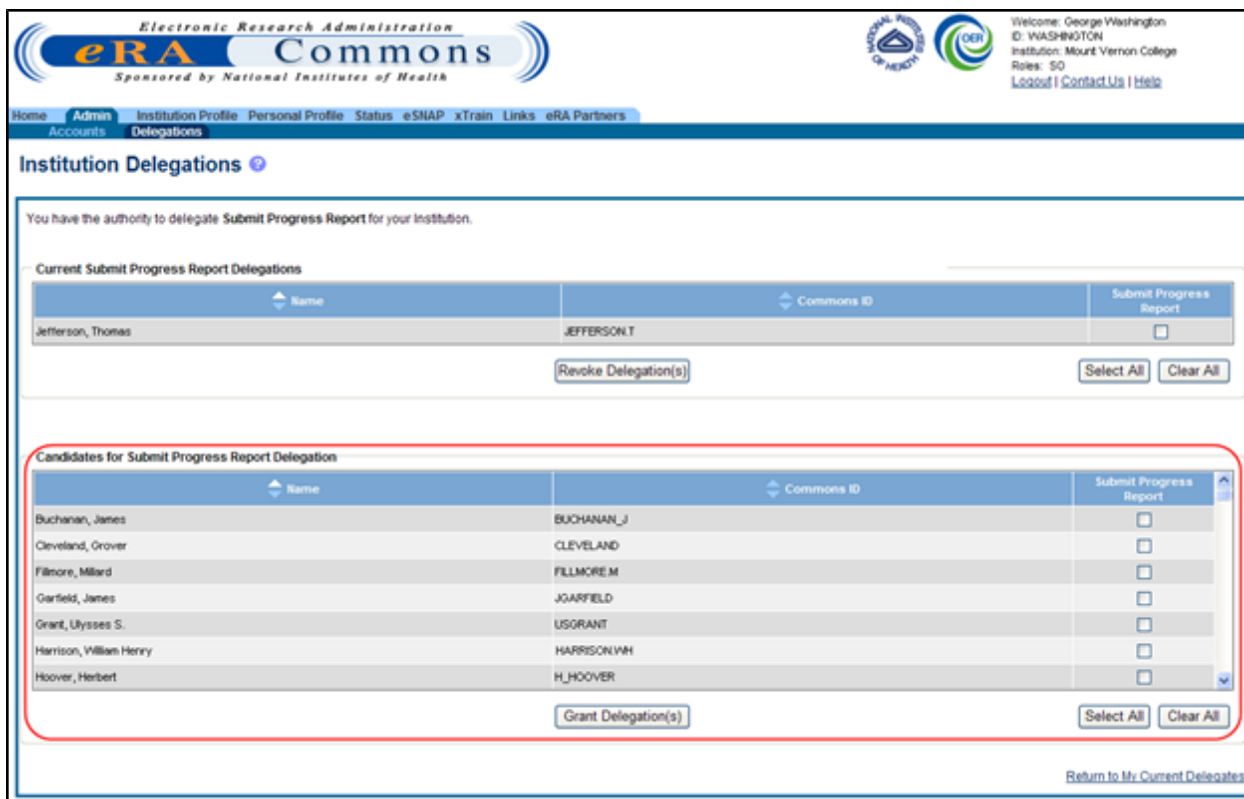 Electronic Research Administration
eRA Commons
Sponsored by National Institutes of Health
NATIONAL INSTITUTES OF HEALTH
OER
Welcome: George Washington
ID: WASHINGTON
Institution: Mount Vernon College
Roles: SO
Logout | Contact Us | Help
Home Admin Institution Profile Personal Profile Status eSNAP xTrain Links eRA Partners
Accounts Delegations
Institution Delegations ?
You have the authority to delegate Submit Progress Report for your Institution.
Current Submit Progress Report Delegations
Name Commons ID Submit Progress Report
Jefferson, Thomas JEFFERSON.T
Revoke Delegation(s) Select All Clear All
Candidates for Submit Progress Report Delegation
Name Commons ID Submit Progress Report
Buchanan, James BUCHANAN_J
Cleveland, Grover CLEVELAND
Fillmore, Millard FILLMORE.M
Garfield, James JGARFIELD
Grant, Ulysses S. USGRANT
Harrison, William Henry HARRISON.WH
Hoover, Herbert H_HOOVER
Grant Delegation(s) Select All Clear All
Return to My Current Delegates